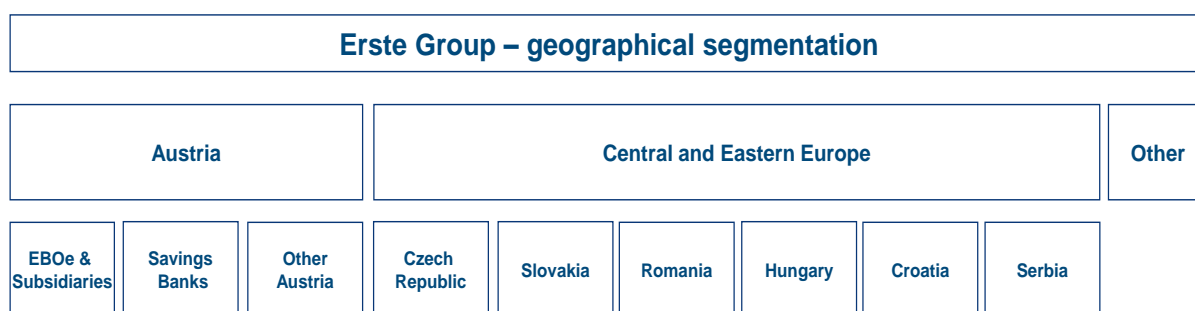 Erste Group – geographical segmentation
Austria
Central and Eastern Europe
Other
EBOe &
Subsidiaries
Savings
Banks
Other
Austria
Czech
Republic
Slovakia
Romania
Hungary
Croatia
Serbia